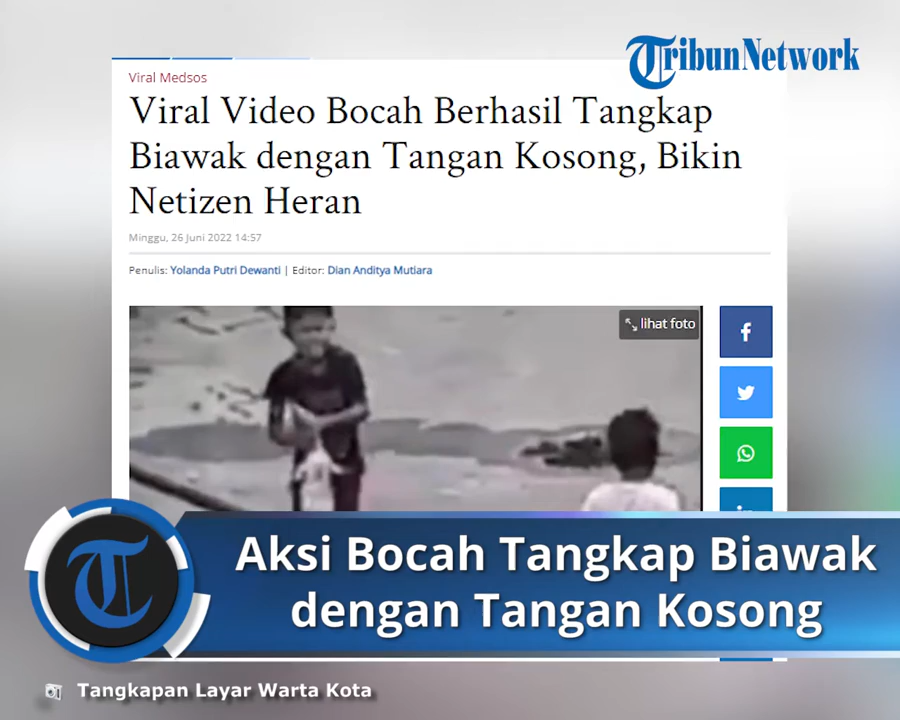 Tribun Network
Viral Medsos
Viral Video Bocah Berhasil Tangkap
Biawak dengan Tangan Kosong, Bikin
Netizen Heran
Minggu, 26 Juni 2022 14:57
Penulis: Yolanda Putri Dewanti | Editor: Dian Anditya Mutiara
lihat foto
Aksi Bocah Tangkap Biawak
dengan Tangan Kosong
Tangkapan Layar Warta Kota